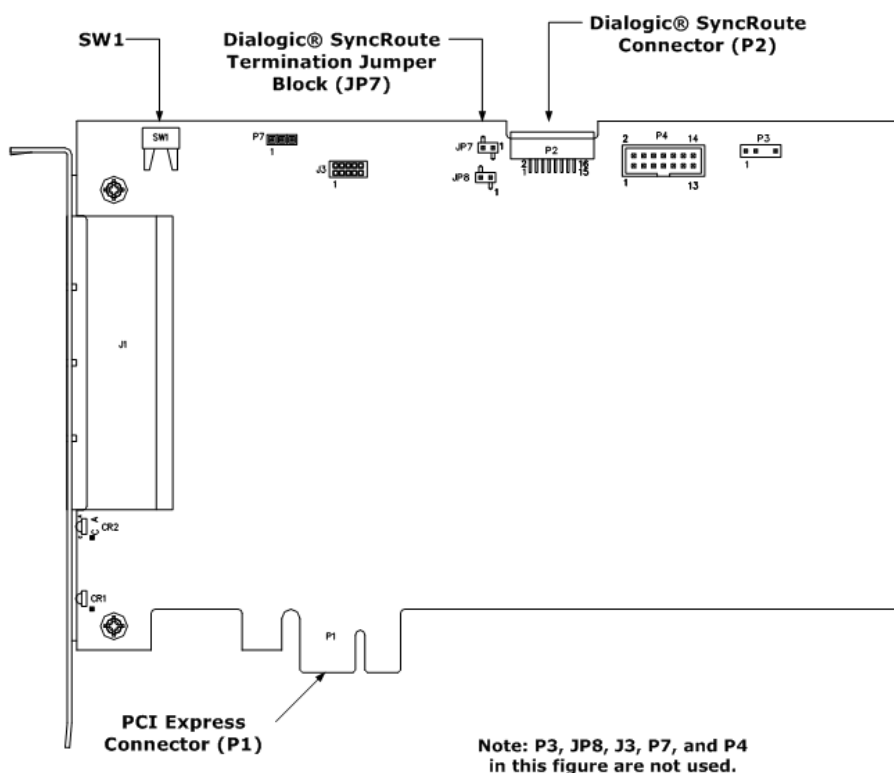 SW1
Dialogic® SyncRoute
Termination Jumper
Block (JP7)
Dialogic® SyncRoute
Connector (P2)
SW1
P7
1
J3
1
JP7
1
JP8
1
P2
2
16
1
15
2
P4
14
1
13
P3
1
J1
A
C
CR2
CR1
P1
PCI Express
Connector (P1)
Note: P3, JP8, J3, P7, and P4
in this figure are not used.